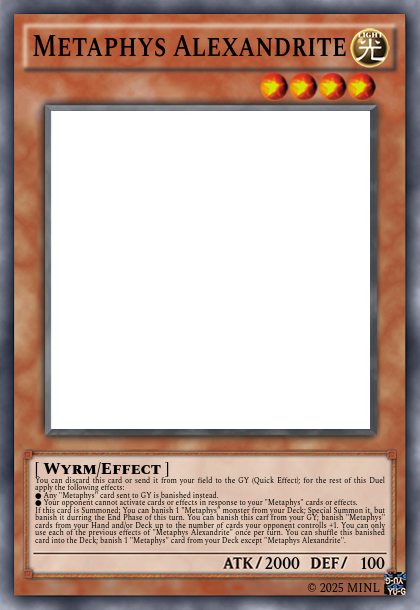 METAPHYS ALEXANDRITE
LIGHT
光
[ WYRM/EFFECT ]
You can discard this card or send it from your field to the GY (Quick Effect); for the rest of this Duel
apply the following effects:
● Any "Metaphys" card sent to GY is banished instead.
● Your opponent cannot activate cards or effects in response to your "Metaphys" cards or effects.
If this card is Summoned: You can banish 1 "Metaphys" monster from your Deck; Special Summon it, but
banish it durring the End Phase of this turn. You can banish this carf from your GY; banish "Metaphys"
cards from your Hand and/or Deck up to the number of cards your opponent controlls +1. You can only
use each of the previous effects of "Metaphys Alexandrite" once per turn. You can shuffle this banished
card into the Deck; banish 1 "Metaphys" card from your Deck except "Metaphys Alexandrite".
ATK/2000 DEF/ 100
© 2025 MINL